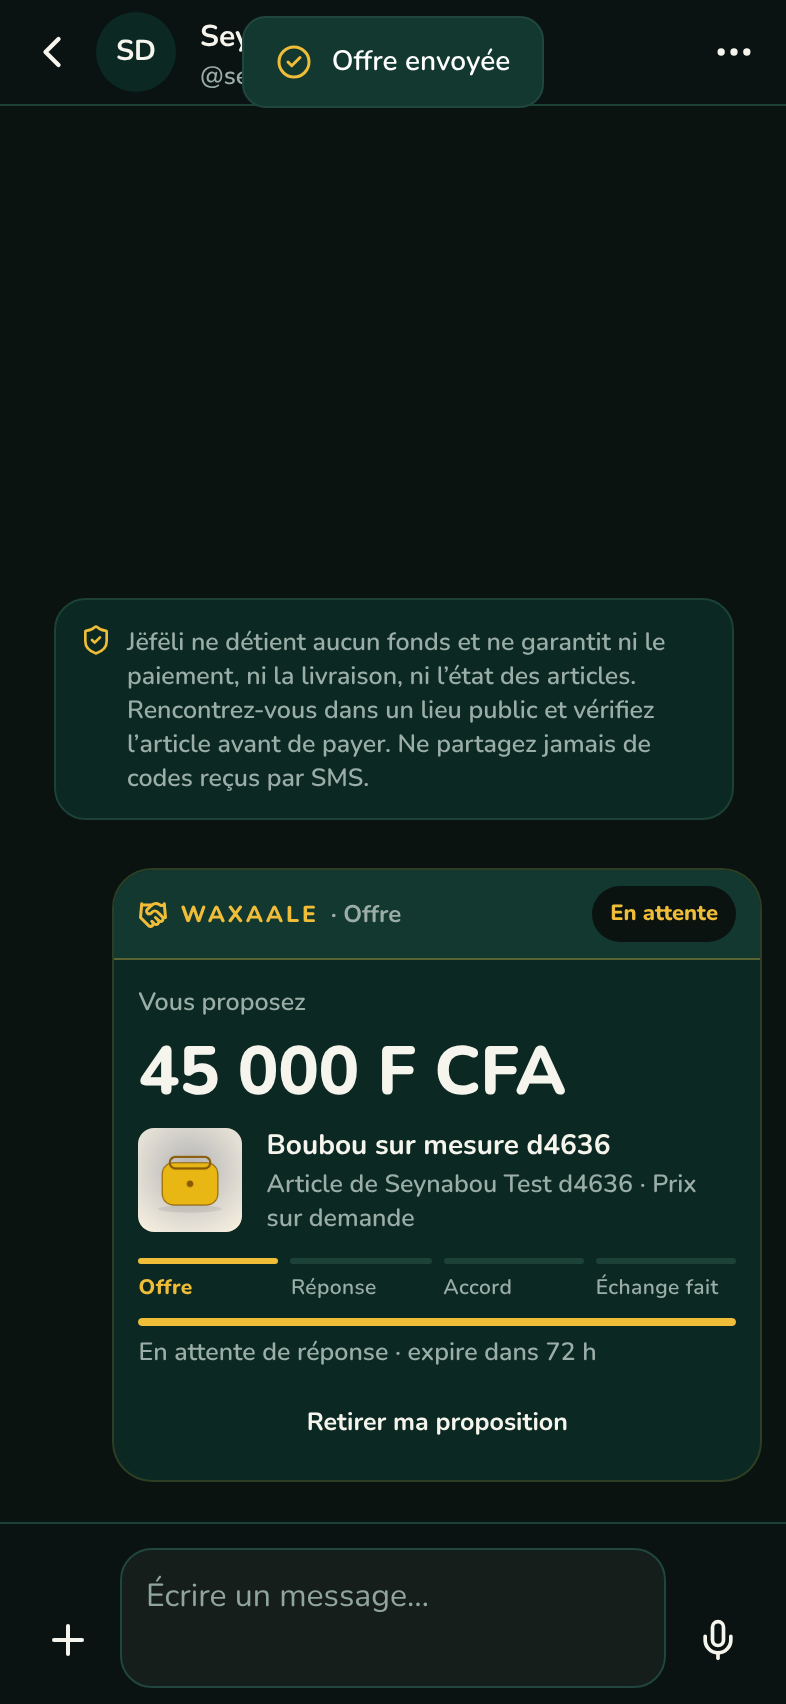 SD
Offre envoyée
Jëfëli ne détient aucun fonds et ne garantit ni le
paiement, ni la livraison, ni l’état des articles.
Rencontrez-vous dans un lieu public et vérifiez
l’article avant de payer. Ne partagez jamais de
codes reçus par SMS.
WAXAALE · Offre
En attente
Vous proposez
45 000 F CFA
Boubou sur mesure d4636
Article de Seynabou Test d4636 · Prix
sur demande
Offre Réponse Accord Échange fait
En attente de réponse · expire dans 72 h
Retirer ma proposition
Écrire un message...